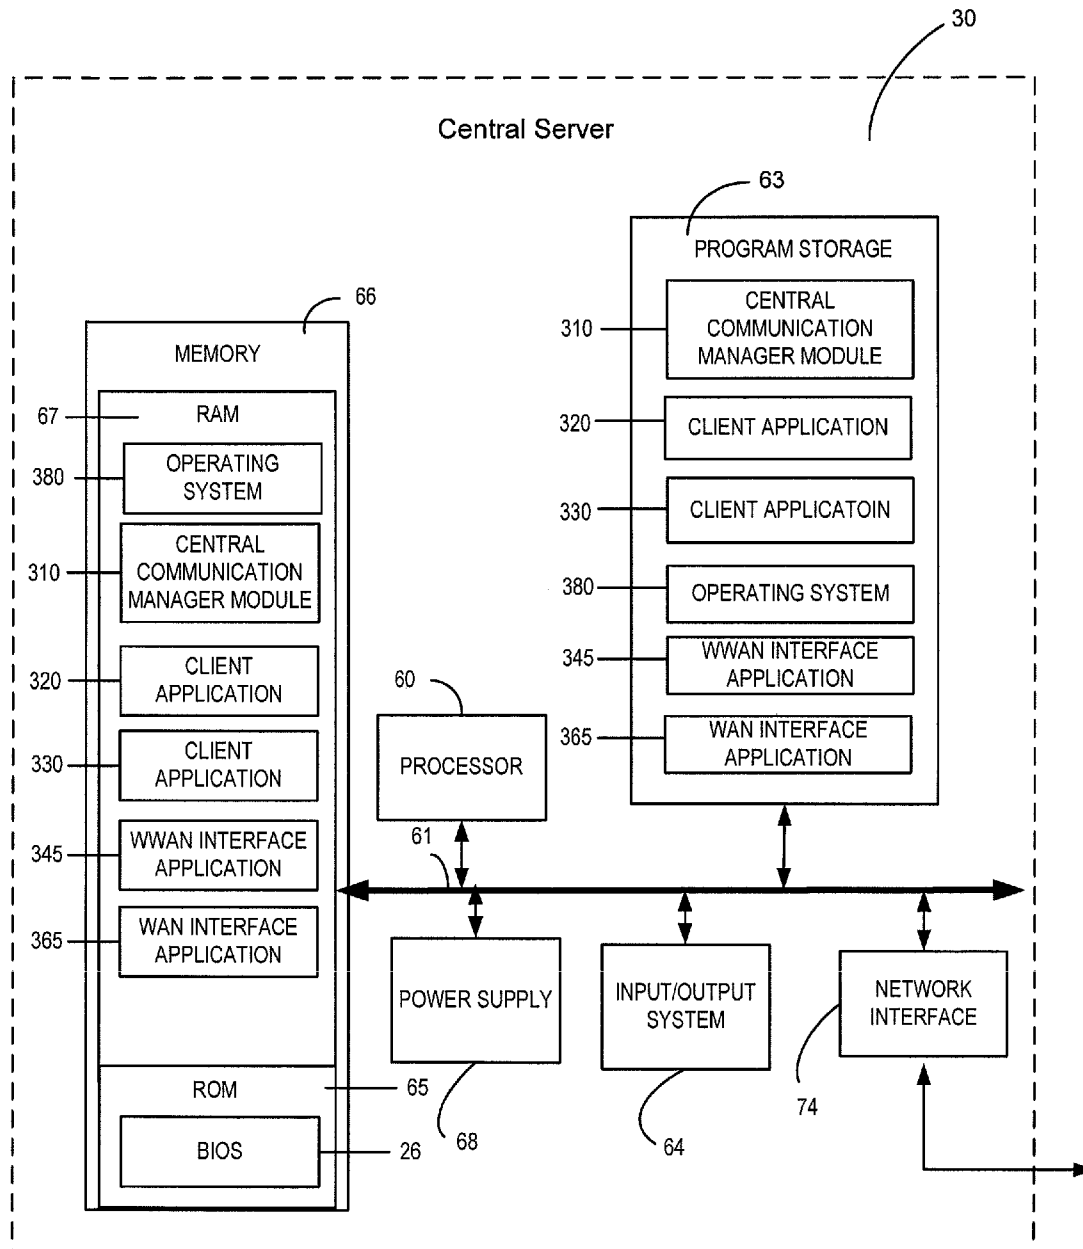 30
Central Server
63
PROGRAM STORAGE
310
CENTRAL
COMMUNICATION
MANAGER MODULE
320
CLIENT APPLICATION
330
CLIENT APPLICATOIN
380
OPERATING SYSTEM
345
WWAN INTERFACE
APPLICATION
365
WAN INTERFACE
APPLICATION
66
MEMORY
67
RAM
380
OPERATING
SYSTEM
310
CENTRAL
COMMUNICATION
MANAGER MODULE
320
CLIENT
APPLICATION
330
CLIENT
APPLICATION
345
WWAN INTERFACE
APPLICATION
365
WAN INTERFACE
APPLICATION
ROM
65
BIOS
26
60
PROCESSOR
61
POWER SUPPLY
68
INPUT/OUTPUT
SYSTEM
64
NETWORK
INTERFACE
74